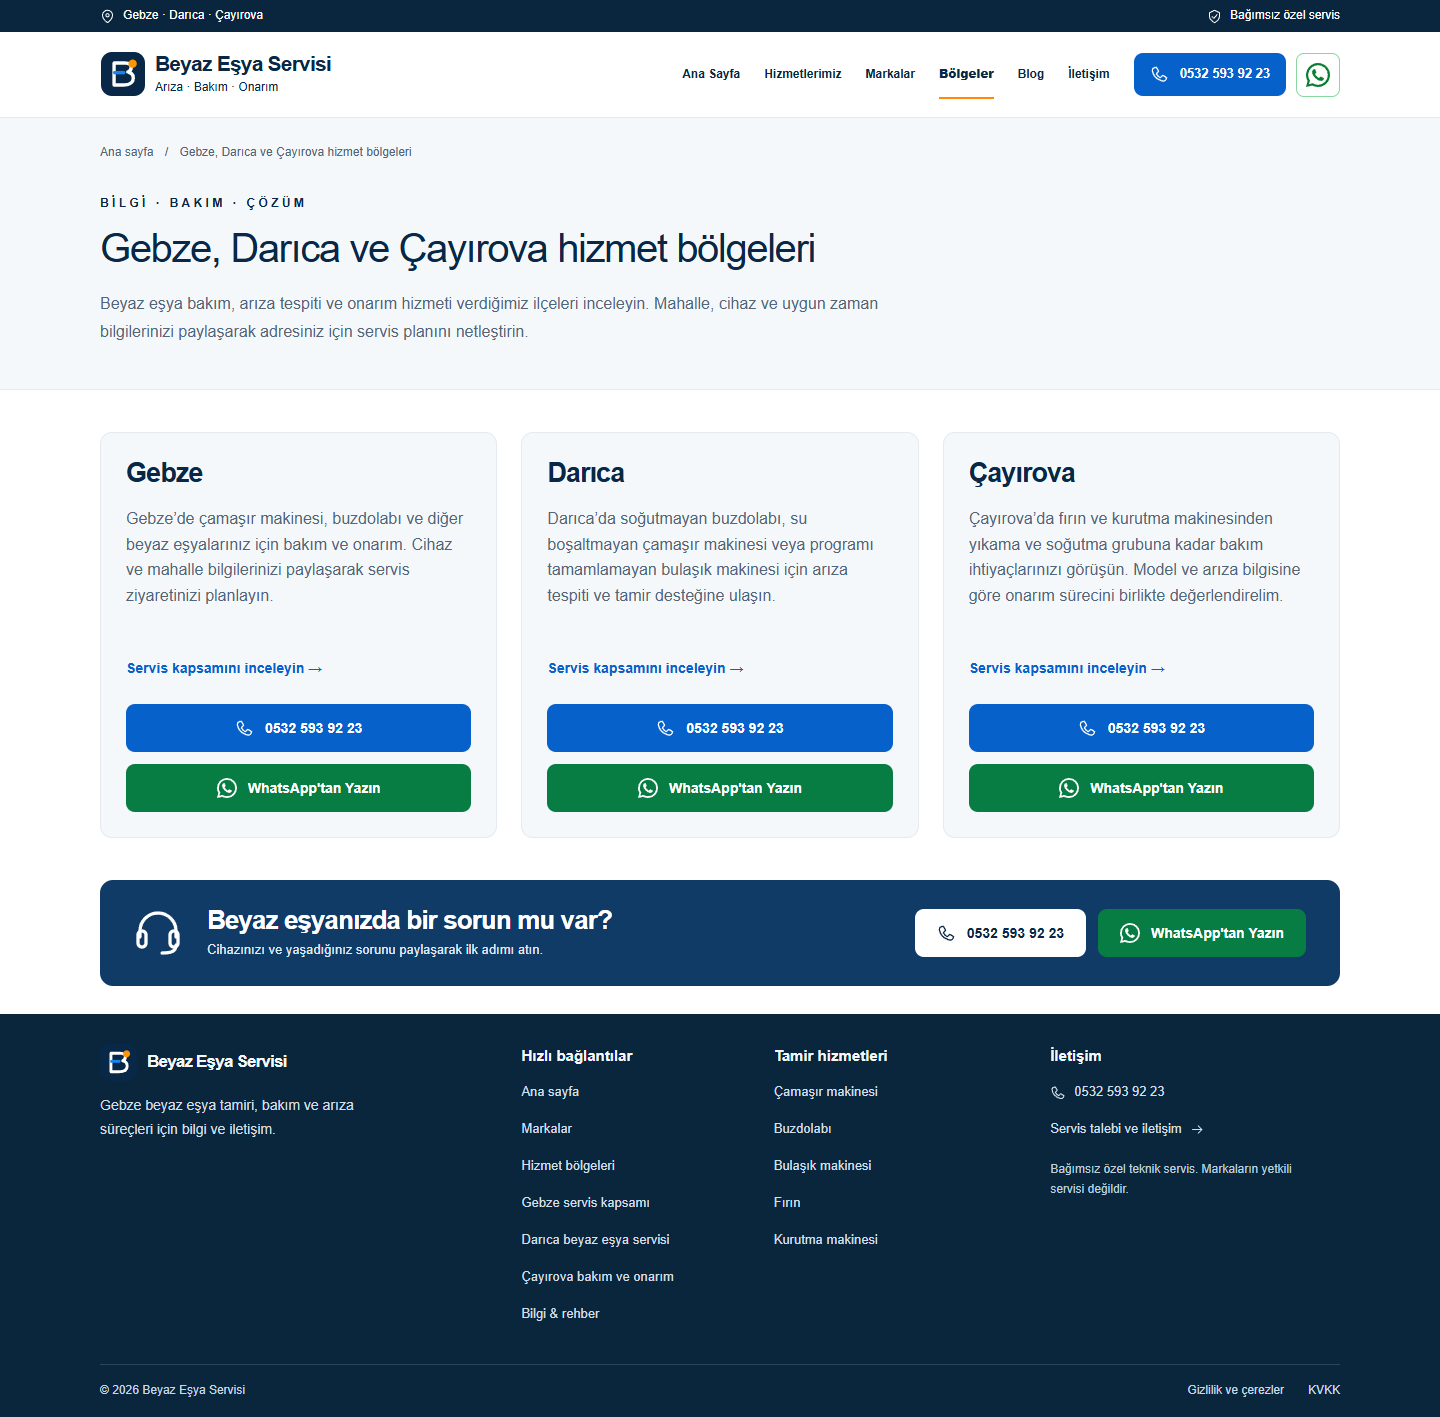 Gebze · Darıca · Çayırova
Bağımsız özel servis
Beyaz Eşya Servisi
Arıza · Bakım · Onarım
Ana Sayfa
Hizmetlerimiz
Markalar
Bölgeler
Blog
İletişim
0532 593 92 23
Ana sayfa / Gebze, Darıca ve Çayırova hizmet bölgeleri
BİLGİ · BAKIM · ÇÖZÜM
Gebze, Darıca ve Çayırova hizmet bölgeleri
Beyaz eşya bakım, arıza tespiti ve onarım hizmeti verdiğimiz ilçeleri inceleyin. Mahalle, cihaz ve uygun zaman
bilgilerinizi paylaşarak adresiniz için servis planını netleştirin.
Gebze
Gebze’de çamaşır makinesi, buzdolabı ve diğer
beyaz eşyalarınız için bakım ve onarım. Cihaz
ve mahalle bilgilerinizi paylaşarak servis
ziyaretinizi planlayın.
Servis kapsamını inceleyin →
0532 593 92 23
WhatsApp'tan Yazın
Darıca
Darıca’da soğutmayan buzdolabı, su
boşaltmayan çamaşır makinesi veya programı
tamamlamayan bulaşık makinesi için arıza
tespiti ve tamir desteğine ulaşın.
Servis kapsamını inceleyin →
0532 593 92 23
WhatsApp'tan Yazın
Çayırova
Çayırova’da fırın ve kurutma makinesinden
yıkama ve soğutma grubuna kadar bakım
ihtiyaçlarınızı görüşün. Model ve arıza bilgisine
göre onarım sürecini birlikte değerlendirelim.
Servis kapsamını inceleyin →
0532 593 92 23
WhatsApp'tan Yazın
Beyaz eşyanızda bir sorun mu var?
Cihazınızı ve yaşadığınız sorunu paylaşarak ilk adımı atın.
0532 593 92 23
WhatsApp'tan Yazın
Beyaz Eşya Servisi
Gebze beyaz eşya tamiri, bakım ve arıza
süreçleri için bilgi ve iletişim.
Hızlı bağlantılar
Ana sayfa
Markalar
Hizmet bölgeleri
Gebze servis kapsamı
Darıca beyaz eşya servisi
Çayırova bakım ve onarım
Bilgi & rehber
Tamir hizmetleri
Çamaşır makinesi
Buzdolabı
Bulaşık makinesi
Fırın
Kurutma makinesi
İletişim
0532 593 92 23
Servis talebi ve iletişim →
Bağımsız özel teknik servis. Markaların yetkili
servisi değildir.
© 2026 Beyaz Eşya Servisi
Gizlilik ve çerezler
KVKK